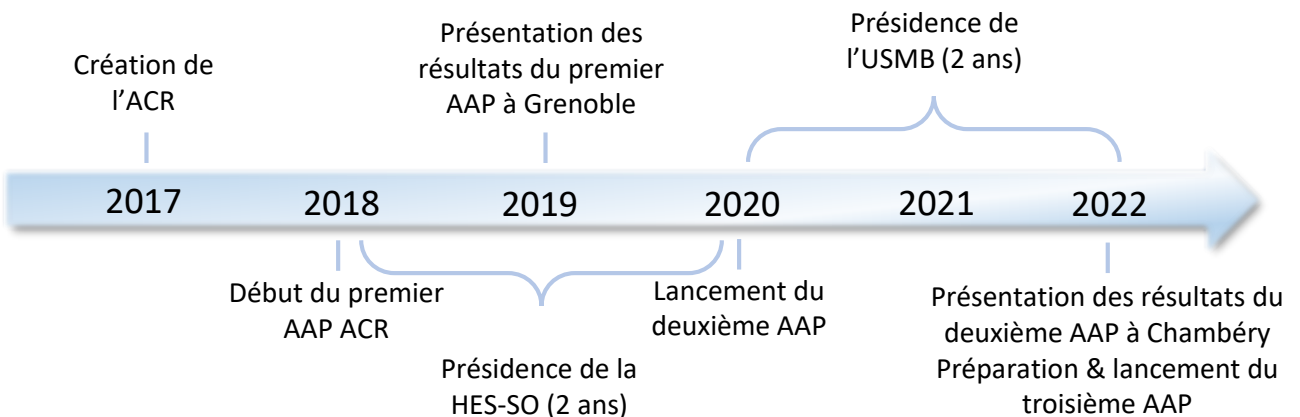 Création de
l’ACR
Présentation des
résultats du premier
AAP à Grenoble
Présidence de
l’USMB (2 ans)
2017 2018 2019 2020 2021 2022
Début du premier
AAP ACR
Présidence de la
HES-SO (2 ans)
Lancement du
deuxième AAP
Présentation des résultats du
deuxième AAP à Chambéry
Préparation & lancement du
troisième AAP